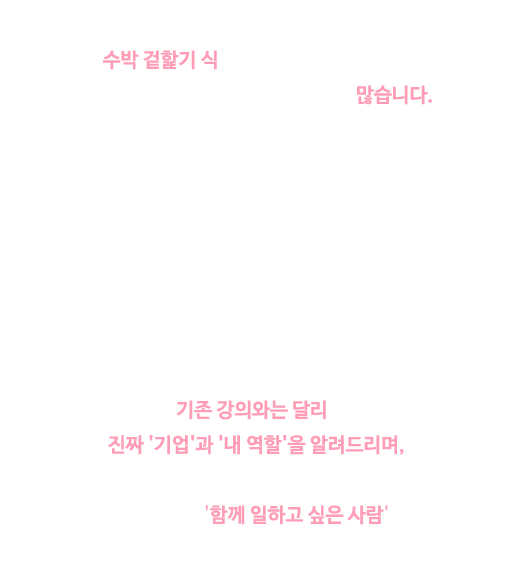 수박 겉핥기 식
많습니다.
기존 강의와는 달리
진짜 '기업'과 '내 역할'을 알려드리며,
'함께 일하고 싶은 사람'